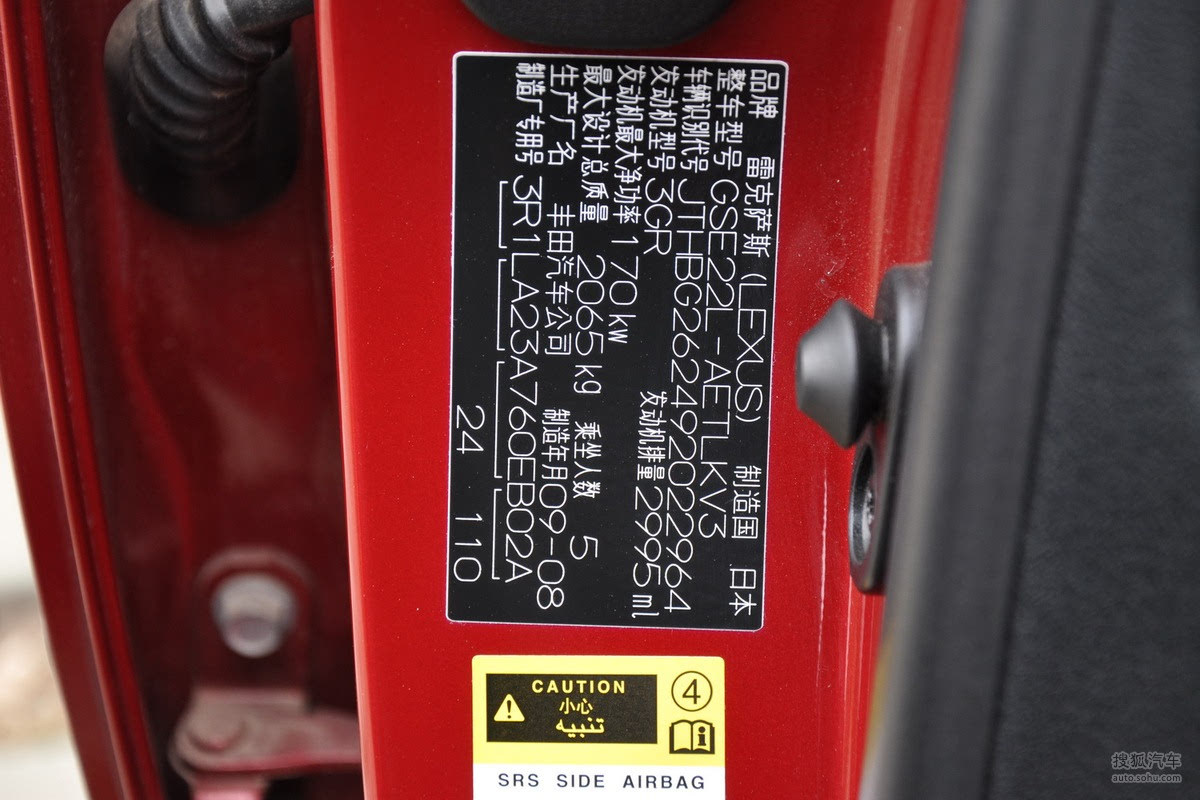 品牌 雷克萨斯(LEXUS) 制造国 日本
整车型号 GSE22L-AETLKV3
车辆识别代号 JTHBG262492022964
发动机型号 3GR 发动机排量 2995ml
发动机最大净功率 170kw
最大设计总质量 2065kg 乘坐人数 5
生产厂名 丰田汽车公司 制造年月 09-08
制造厂专用号 3R1LA23A760EB02A
24 110
CAUTION
小心
تنبيه
4
i
SRS SIDE AIRBAG
搜狐汽车
auto.sohu.com